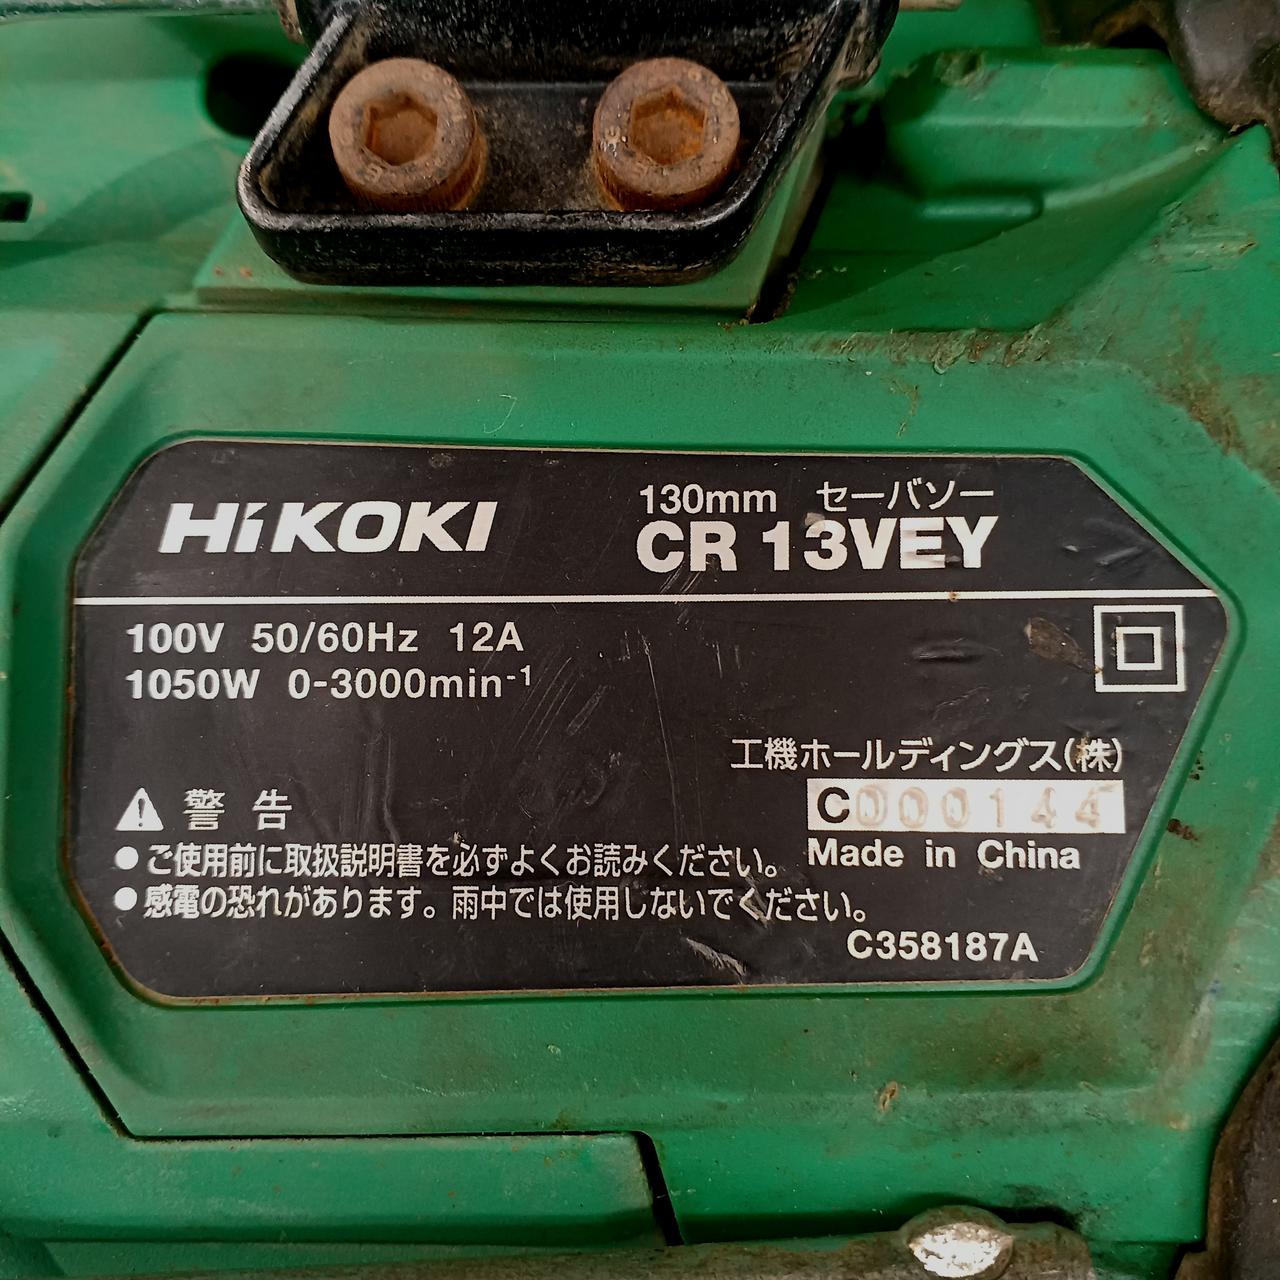 HiKOKI
130mm セーバソー
CR 13VEY
100V 50/60Hz 12A
1050W 0-3000min⁻¹
工機ホールディングス(株)
C000144
Made in China
警告
●ご使用前に取扱説明書を必ずよくお読みください。
●感電の恐れがあります。雨中では使用しないでください。
C358187A